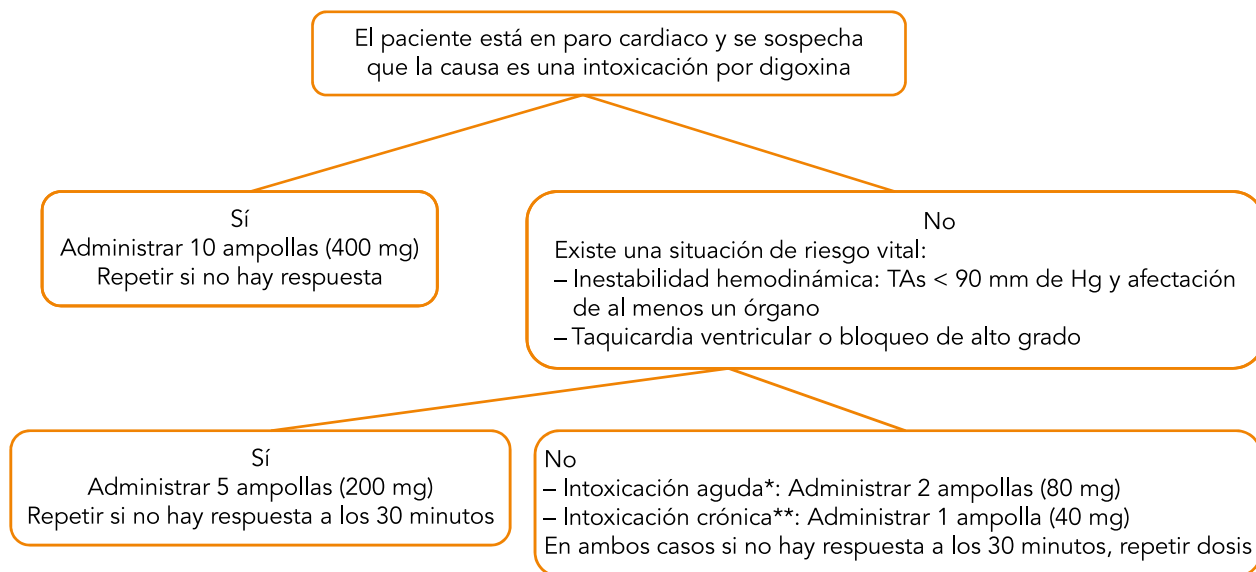 El paciente está en paro cardiaco y se sospecha
que la causa es una intoxicación por digoxina
Sí
Administrar 10 ampollas (400 mg)
Repetir si no hay respuesta
No
Existe una situación de riesgo vital:
– Inestabilidad hemodinámica: TAs < 90 mm de Hg y afectación
de al menos un órgano
– Taquicardia ventricular o bloqueo de alto grado
Sí
Administrar 5 ampollas (200 mg)
Repetir si no hay respuesta a los 30 minutos
No
– Intoxicación aguda*: Administrar 2 ampollas (80 mg)
– Intoxicación crónica**: Administrar 1 ampolla (40 mg)
En ambos casos si no hay respuesta a los 30 minutos, repetir dosis